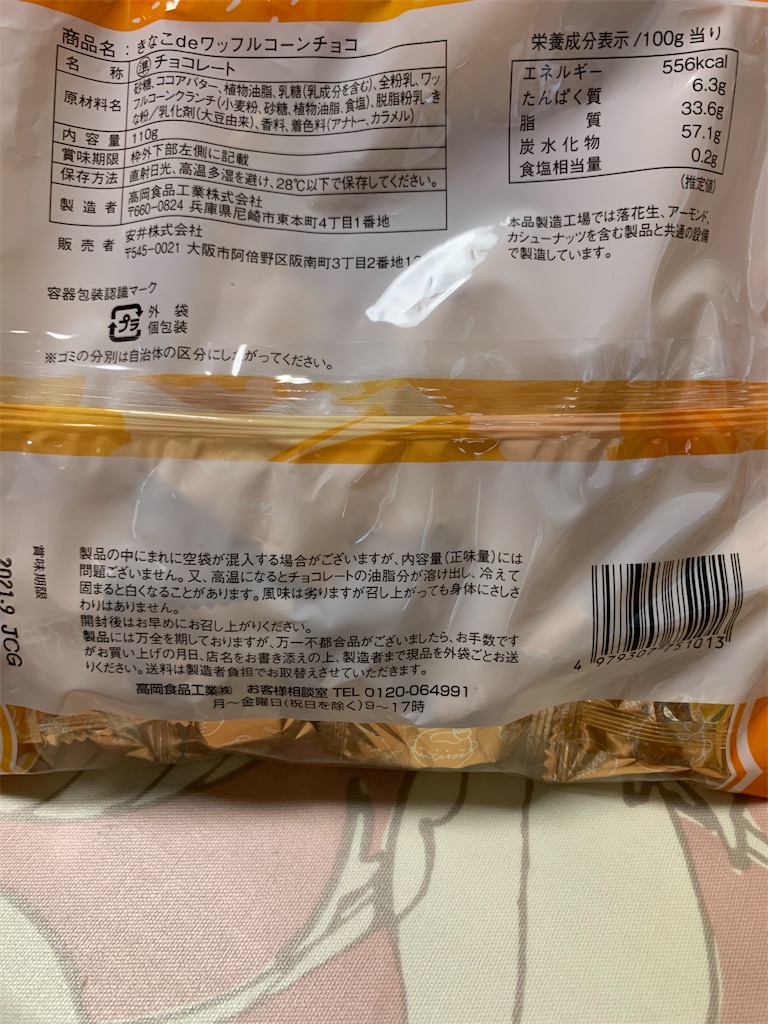 商品名：きなこdeワッフルコーンチョコ
名称 準チョコレート
原材料名 砂糖、ココアバター、植物油脂、乳糖(乳成分を含む)、全粉乳、ワッ
フルコーンクランチ(小麦粉、砂糖、植物油脂、食塩)、脱脂粉乳、き
な粉／乳化剤(大豆由来)、香料、着色料(アナトー、カラメル)
内容量 110g
賞味期限 枠外下部左側に記載
保存方法 直射日光、高温多湿を避け、28℃以下で保存してください。
製造者 高岡食品工業株式会社
〒660-0824 兵庫県尼崎市東本町4丁目1番地
販売者 安井株式会社
〒545-0021 大阪市阿倍野区阪南町3丁目2番地
容器包装識別マーク
プラ 外袋
個包装
※ゴミの分別は自治体の区分にしたがってください。
栄養成分表示/100g当り
エネルギー 556kcal
たんぱく質 6.3g
脂質 33.6g
炭水化物 57.1g
食塩相当量 0.2g
(推定値)
本品製造工場では落花生、アーモンド、
カシューナッツを含む製品と共通の設備
で製造しています。
賞味期限
2021.9 JCG
製品の中にまれに空袋が混入する場合がございますが、内容量(正味量)には
問題ございません。又、高温になるとチョコレートの油脂分が溶け出し、冷えて
固まると白くなることがあります。風味は劣りますが召し上がっても身体にさしさ
わりはありません。
開封後はお早めにお召し上がりください。
製品には万全を期しておりますが、万一不都合品がございましたら、お手数です
がお買い上げの月日、店名をお書き添えの上、製造者まで現品を外袋ごとお送
りください。送料は製造者負担でお取替えさせていただきます。
高岡食品工業㈱ お客様相談室 TEL 0120-064991
月～金曜日(祝日を除く)9～17時
4 979307 751013